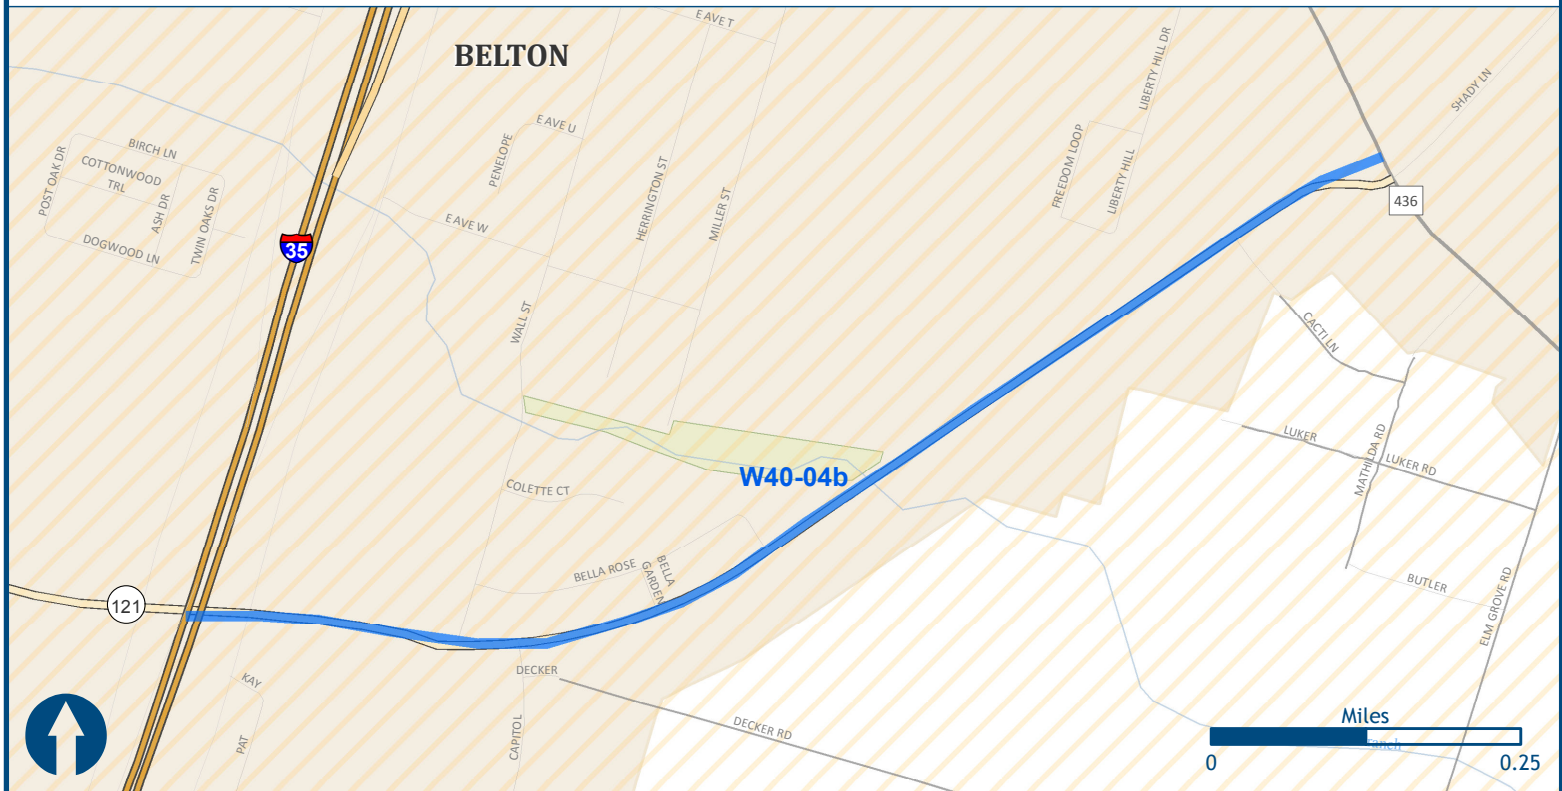 E AVE T
BELTON
LIBERTY HILL DR
SHADY LN
E AVE U
BIRCH LN
POST OAK DR
COTTONWOOD
TRL
PENELOPE
FREEDOM LOOP
LIBERTY HILL
HERRINGTON ST
MILLER ST
ASH DR
TWIN OAKS DR
436
E AVE W
35
DOGWOOD LN
WALL ST
CACTI LN
LUKER
MATHILDA RD
LUKER RD
W40-04b
COLETTE CT
BELLA ROSE
BELLA
GARDEN
BUTLER
ELM GROVE RD
121
DECKER
KAY
PAT
CAPITOL
DECKER RD
Miles
0
0.25